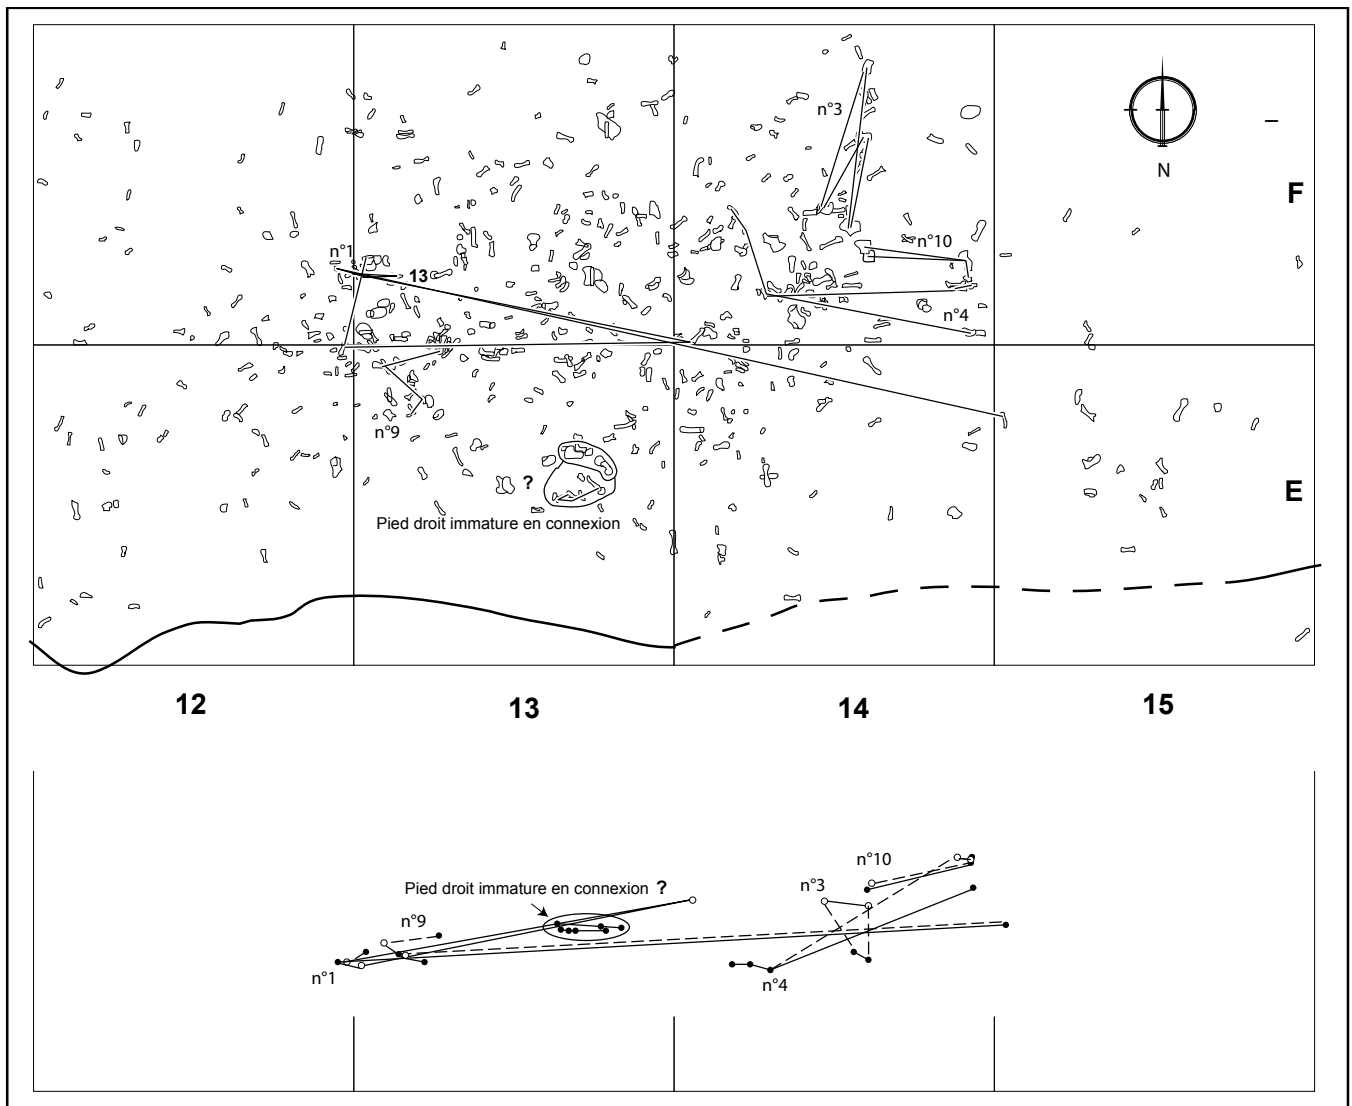 n°3
N
F
n°10
n°1
13
n°4
n°9
?
E
Pied droit immature en connexion
12
13
14
15
n°10
Pied droit immature en connexion ?
n°3
n°9
n°1
n°4